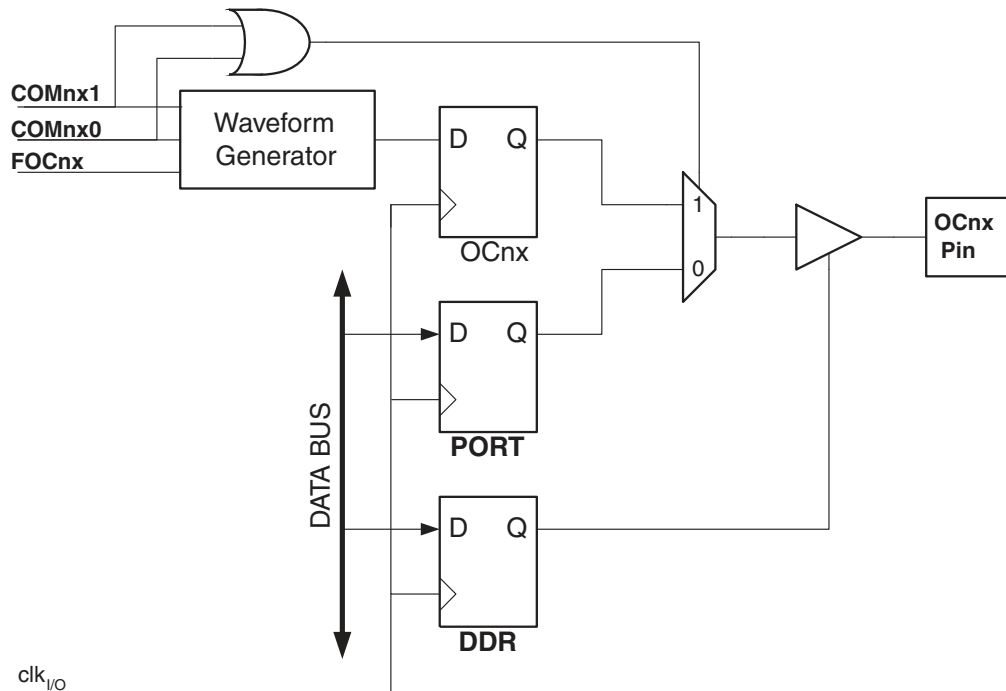 COMnx1
COMnx0
FOCnx
Waveform
Generator
D Q
OCnx
1
0
OCnx
Pin
D Q
PORT
DATA BUS
D Q
DDR
clkI/O